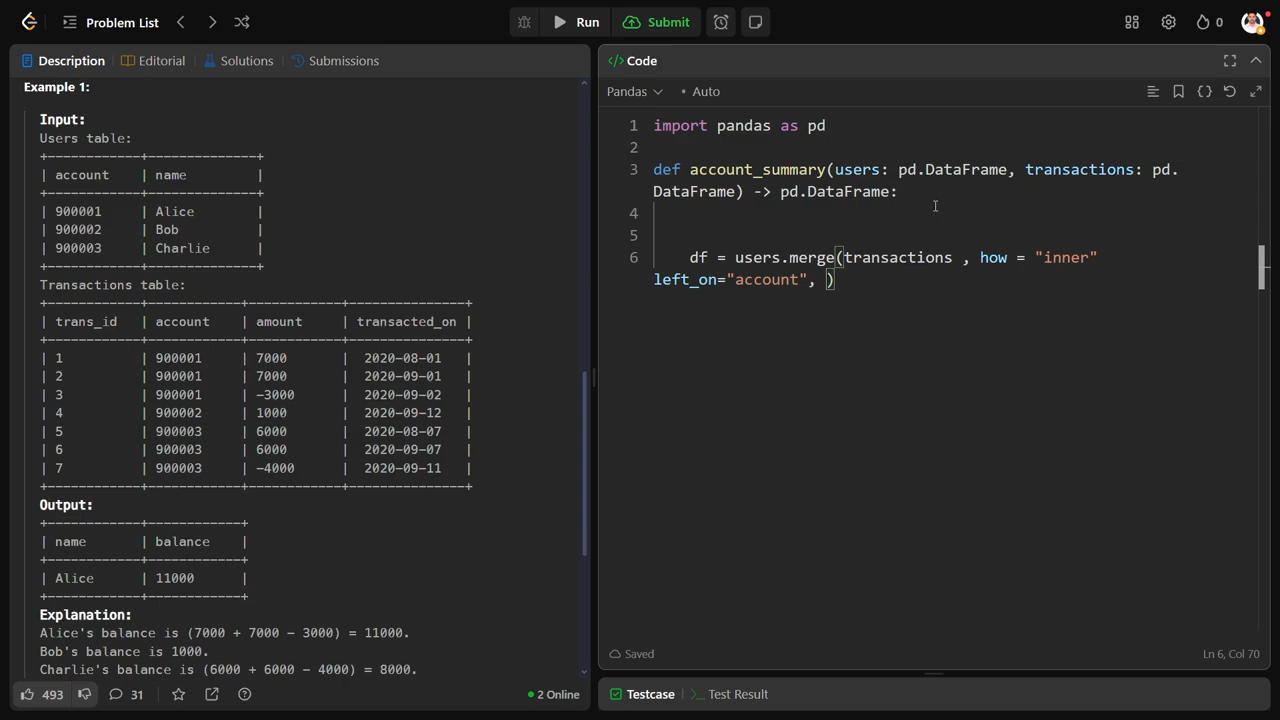 Problem List
Run
Submit
0
Description
Editorial
Solutions
Submissions
Example 1:
Input:
Users table:
+------------+--------------+
| account    | name         |
+------------+--------------+
| 900001     | Alice        |
| 900002     | Bob          |
| 900003     | Charlie      |
+------------+--------------+
Transactions table:
+------------+------------+------------+---------------+
| trans_id   | account    | amount     | transacted_on |
+------------+------------+------------+---------------+
| 1          | 900001     | 7000       |  2020-08-01   |
| 2          | 900001     | 7000       |  2020-09-01   |
| 3          | 900001     | -3000      |  2020-09-02   |
| 4          | 900002     | 1000       |  2020-09-12   |
| 5          | 900003     | 6000       |  2020-08-07   |
| 6          | 900003     | 6000       |  2020-09-07   |
| 7          | 900003     | -4000      |  2020-09-11   |
+------------+------------+------------+---------------+
Output:
+------------+------------+
| name       | balance    |
+------------+------------+
| Alice      | 11000      |
+------------+------------+
Explanation:
Alice's balance is (7000 + 7000 - 3000) = 11000.
Bob's balance is 1000.
Charlie's balance is (6000 + 6000 - 4000) = 8000.
493
31
2 Online
</> Code
Pandas
Auto
1 import pandas as pd
2
3 def account_summary(users: pd.DataFrame, transactions: pd.
DataFrame) -> pd.DataFrame:
4
5
6     df = users.merge(transactions , how = "inner"
left_on="account", )
Saved
Ln 6, Col 70
Testcase
>_ Test Result